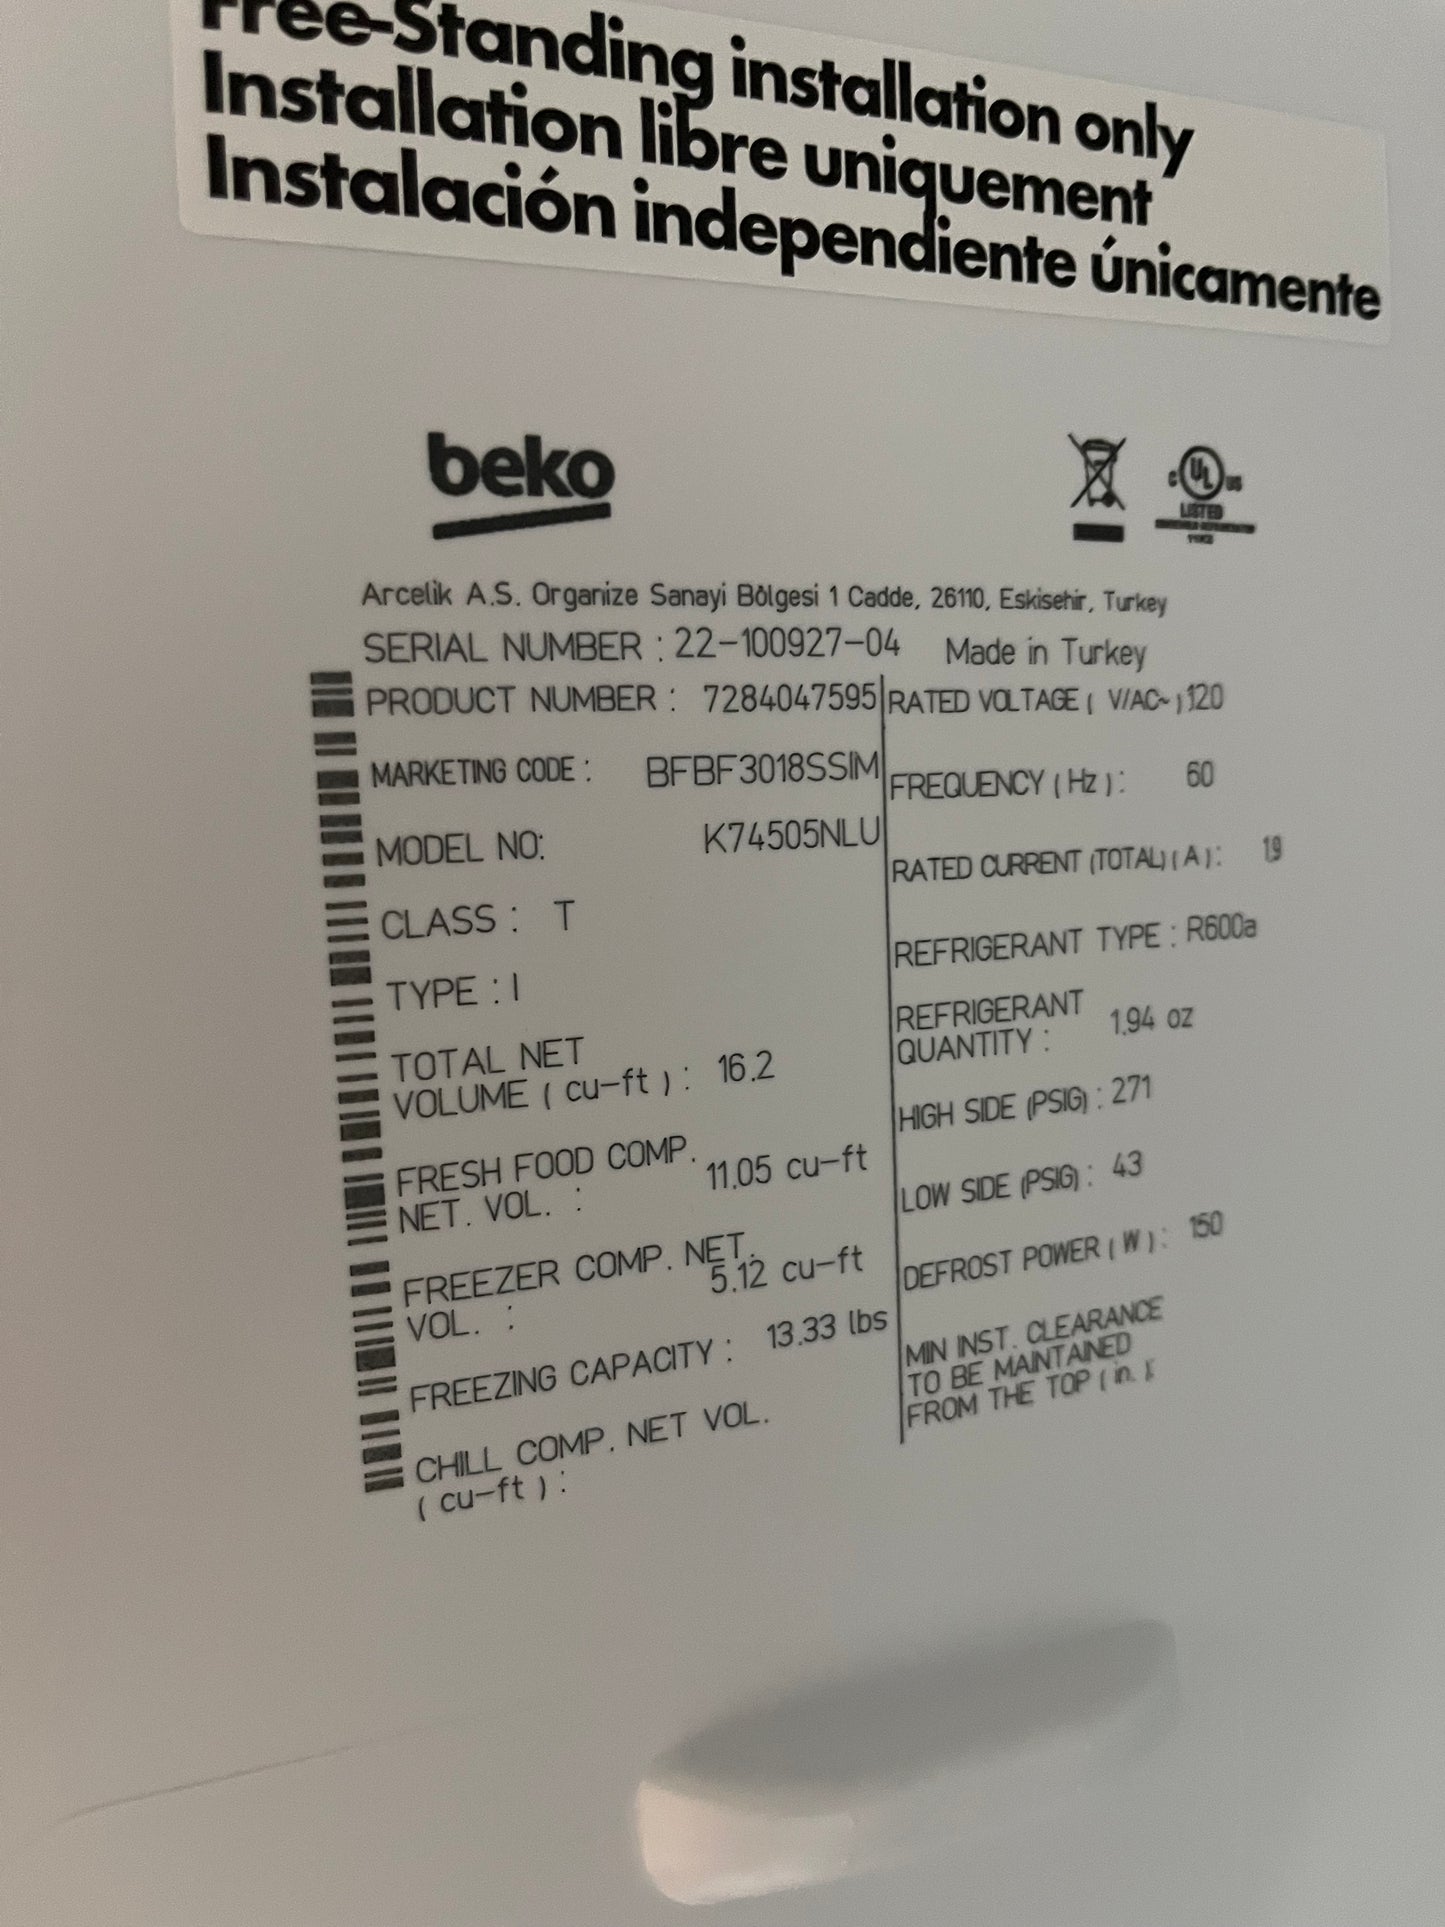 Free-Standing installation only
Installation libre uniquement
Instalación independiente únicamente
beko
C UL US
LISTED
Arcelik A.S. Organize Sanayi Bölgesi 1 Cadde, 26110, Eskisehir, Turkey
SERIAL NUMBER : 22-100927-04 Made in Turkey
PRODUCT NUMBER : 7284047595 RATED VOLTAGE ( V/AC~ ) 120
MARKETING CODE : BFBF3018SSIM FREQUENCY ( Hz ) : 60
MODEL NO: K74505NLU RATED CURRENT (TOTAL) ( A ) : 1.9
CLASS : T REFRIGERANT TYPE : R600a
TYPE : I REFRIGERANT
QUANTITY : 1.94 oz
TOTAL NET
VOLUME ( cu-ft ) : 16.2 HIGH SIDE (PSIG) : 271
FRESH FOOD COMP.
NET. VOL. : 11.05 cu-ft LOW SIDE (PSIG) : 43
FREEZER COMP. NET.
VOL. : 5.12 cu-ft DEFROST POWER ( W ) : 150
FREEZING CAPACITY : 13.33 lbs MIN INST. CLEARANCE
TO BE MAINTAINED
FROM THE TOP ( in. ):
CHILL COMP. NET VOL.
( cu-ft ) :